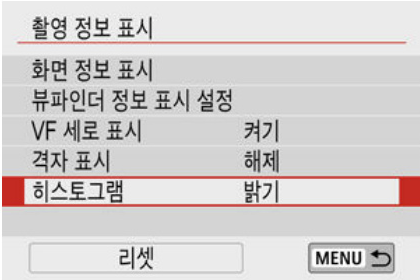 촬영 정보 표시
화면 정보 표시
뷰파인더 정보 표시 설정
VF 세로 표시 켜기
격자 표시 해제
히스토그램 밝기
리셋 MENU